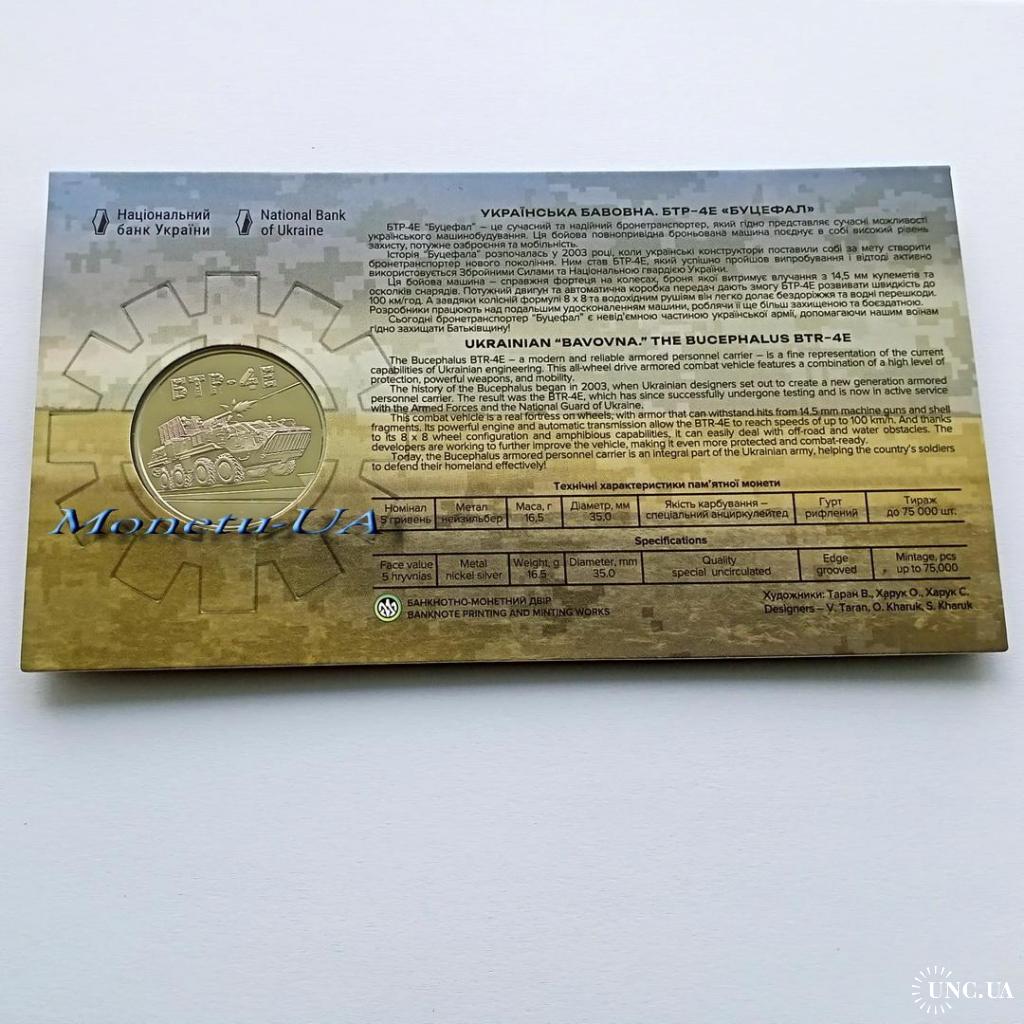 Національний
банк України
National Bank
of Ukraine
УКРАЇНСЬКА БАВОВНА. БТР-4Е «БУЦЕФАЛ»
БТР-4Е "Буцефал" – це сучасний та надійний бронетранспортер, який гідно представляє сучасні можливості
українського машинобудування. Ця бойова повнопривідна броньована машина поєднує в собі високий рівень
захисту, потужне озброєння та мобільність.
Історія "Буцефала" розпочалась у 2003 році, коли українські конструктори поставили собі за мету створити
бронетранспортер нового покоління. Ним став БТР-4Е, який успішно пройшов випробування і відтоді активно
використовується Збройними Силами та Національною гвардією України.
Ця бойова машина – справжня фортеця на колесах, броня якої витримує влучання з 14,5 мм кулеметів та
осколків снарядів. Потужний двигун та автоматична коробка передач дають змогу БТР-4Е розвивати швидкість до
100 км/год. А завдяки колісній формулі 8 х 8 та водохідним рушіям він легко долає бездоріжжя та водні перешкоди.
Розробники працюють над подальшим удосконаленням машини, роблячи її ще більш захищеною та боєздатною.
Сьогодні бронетранспортер "Буцефал" є невід'ємною частиною української армії, допомагаючи нашим воїнам
гідно захищати Батьківщину!
UKRAINIAN "BAVOVNA." THE BUCEPHALUS BTR-4E
The Bucephalus BTR-4E – a modern and reliable armored personnel carrier – is a fine representation of the current
capabilities of Ukrainian engineering. This all-wheel drive armored combat vehicle features a combination of a high level of
protection, powerful weapons, and mobility.
The history of the Bucephalus began in 2003, when Ukrainian designers set out to create a new generation armored
personnel carrier. The result was the BTR-4E, which has since successfully undergone testing and is now in active service
with the Armed Forces and the National Guard of Ukraine.
This combat vehicle is a real fortress on wheels, with armor that can withstand hits from 14.5 mm machine guns and shell
fragments. Its powerful engine and automatic transmission allow the BTR-4E to reach speeds of up to 100 km/h. And thanks
to its 8 x 8 wheel configuration and amphibious capabilities, it can easily deal with off-road and water obstacles. The
developers are working to further improve the vehicle, making it even more protected and combat-ready.
Today, the Bucephalus armored personnel carrier is an integral part of the Ukrainian army, helping the country's soldiers
to defend their homeland effectively!
БТР-4Е
Монети-UA
Технічні характеристики пам'ятної монети
Номінал Метал Маса, г Діаметр, мм Якість карбування – Гурт Тираж
5 гривень нейзильбер 16,5 35,0 спеціальний анциркулейтед рифлений до 75 000 шт.
Specifications
Face value Metal Weight, g Diameter, mm Quality Edge Mintage, pcs
5 hryvnias nickel silver 16.5 35.0 special uncirculated grooved up to 75,000
БАНКНОТНО-МОНЕТНИЙ ДВІР
BANKNOTE PRINTING AND MINTING WORKS
Художники: Таран В., Харук О., Харук С.
Designers – V. Taran, O. Kharuk, S. Kharuk
UNC.UA